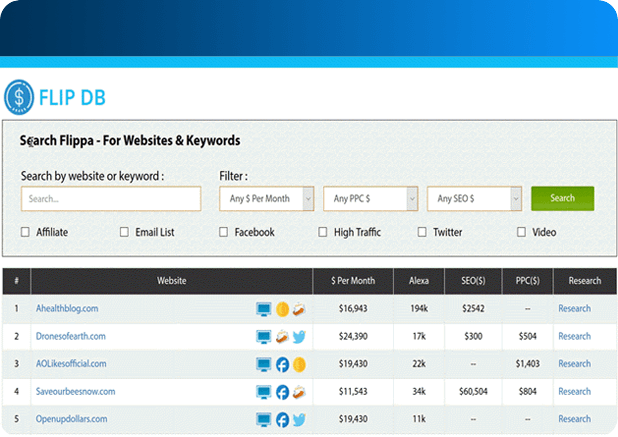 FLIP DB
Search Flippa - For Websites & Keywords
Search by website or keyword : Filter :
Search... Any $ Per Month Any PPC $ Any SEO $ Search
Affiliate Email List Facebook High Traffic Twitter Video
# Website $ Per Month Alexa SEO($) PPC($) Research
1 Ahealthblog.com $16,943 194k $2542 -- Research
2 Dronesofearth.com $24,390 17k $300 $504 Research
3 AOLikesofficial.com $19,430 22k -- $1,403 Research
4 Saveourbeesnow.com $11,543 34k $60,504 $804 Research
5 Openupdollars.com $19,430 11k -- -- Research